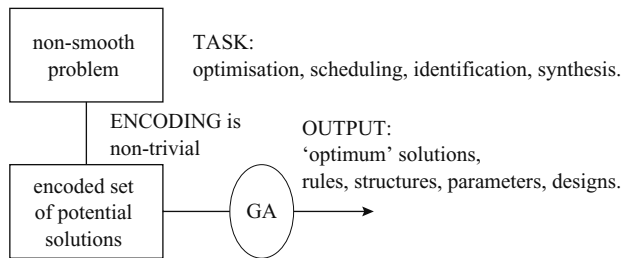 non-smooth
problem
TASK:
optimisation, scheduling, identification, synthesis.
ENCODING is
non-trivial
OUTPUT:
‘optimum’ solutions,
rules, structures, parameters, designs.
encoded set
of potential
solutions
GA